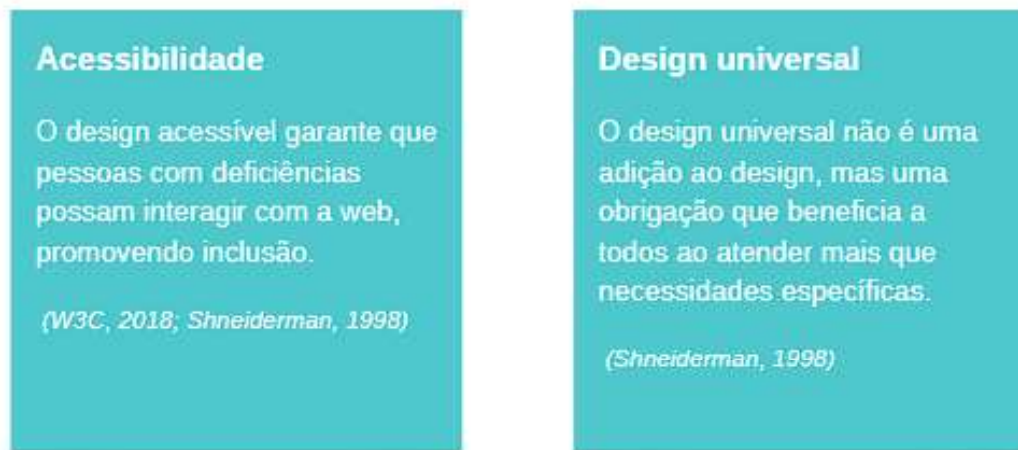 Acessibilidade
O design acessível garante que
pessoas com deficiências
possam interagir com a web,
promovendo inclusão.
(W3C, 2018; Shneiderman, 1998)
Design universal
O design universal não é uma
adição ao design, mas uma
obrigação que beneficia a
todos ao atender mais que
necessidades específicas.
(Shneiderman, 1998)